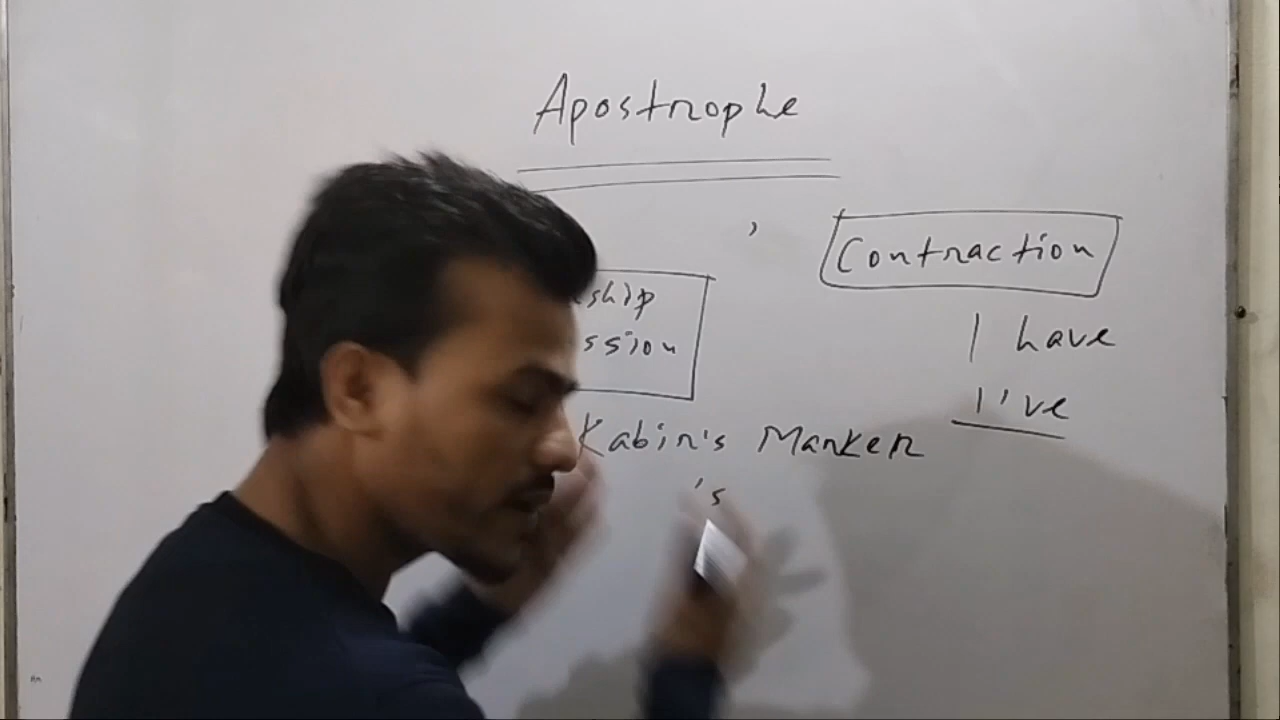 Apostrophe
,
Contraction
ship
ssion
I have
I've
Kabir's Marker
's